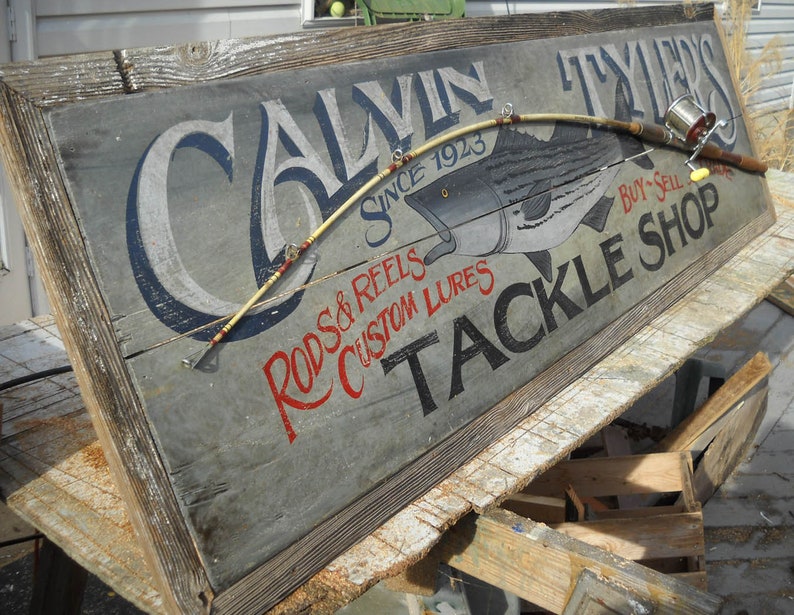 CALVIN TYLER'S
SINCE 1923
RODS & REELS
CUSTOM LURES
BUY~SELL
TACKLE SHOP